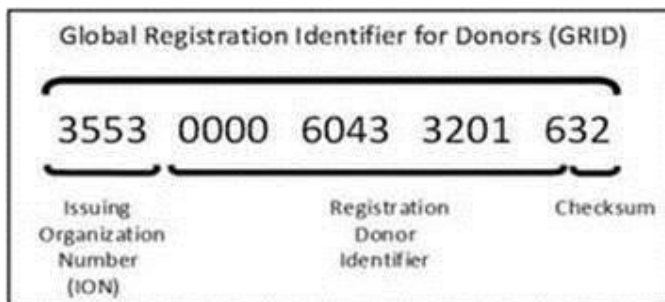 Global Registration Identifier for Donors (GRID)
3553 0000 6043 3201 632
Issuing Organization Number (ION)
Registration Donor Identifier
Checksum